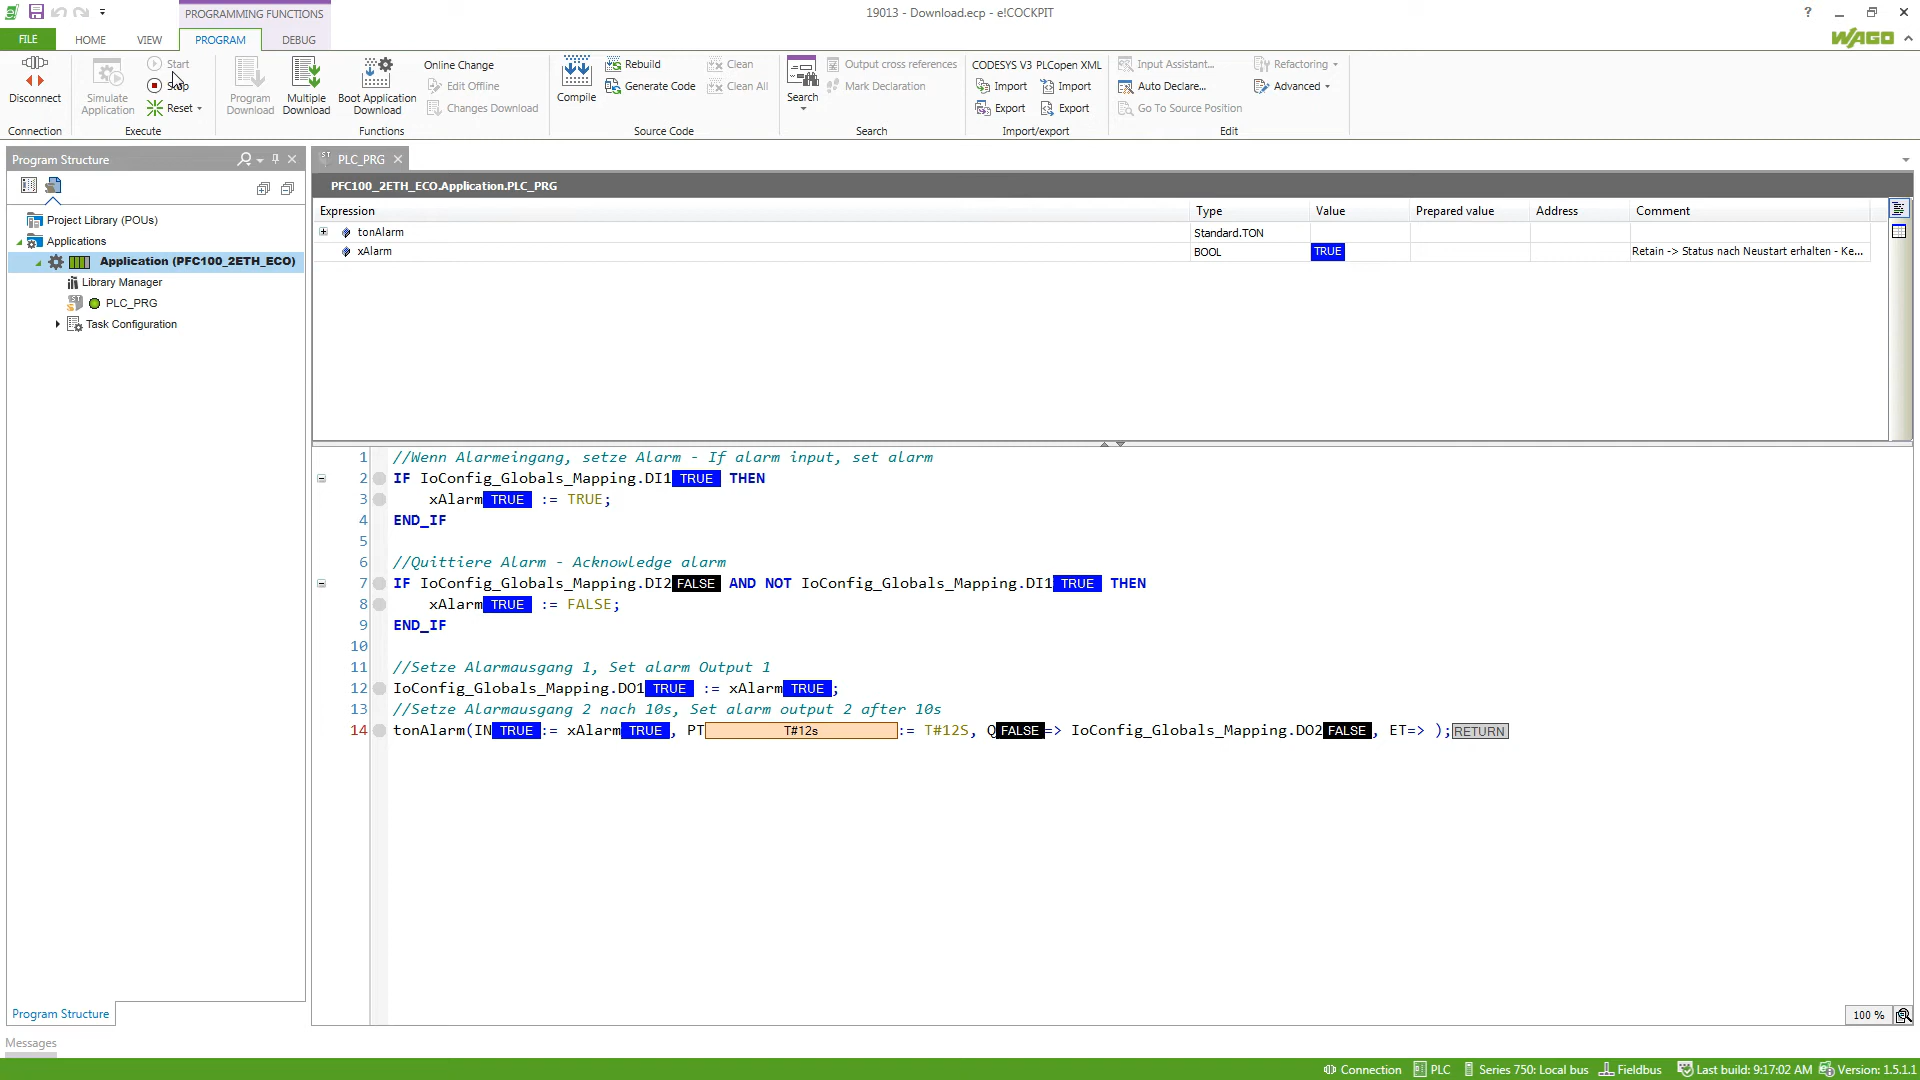 PROGRAMMING FUNCTIONS
19013 - Download.ecp - e!COCKPIT
?
FILE HOME VIEW PROGRAM DEBUG
WAGO
Disconnect
Connection
Simulate Application
Start
Stop
Reset
Execute
Program Download
Multiple Download
Boot Application Download
Online Change
Edit Offline
Changes Download
Functions
Compile
Rebuild
Generate Code
Clean
Clean All
Source Code
Search
Output cross references
Mark Declaration
Search
CODESYS V3 PLCopen XML
Import Import
Export Export
Import/export
Input Assistant...
Auto Declare...
Go To Source Position
Refactoring
Advanced
Edit
Program Structure
Project Library (POUs)
Applications
Application (PFC100_2ETH_ECO)
Library Manager
ST PLC_PRG
Task Configuration
Program Structure
ST PLC_PRG
PFC100_2ETH_ECO.Application.PLC_PRG
Expression Type Value Prepared value Address Comment
tonAlarm Standard.TON
xAlarm BOOL TRUE Retain -> Status nach Neustart erhalten - Ke...
1 //Wenn Alarmeingang, setze Alarm - If alarm input, set alarm
2 IF IoConfig_Globals_Mapping.DI1 TRUE THEN
3 xAlarm TRUE := TRUE;
4 END_IF
5
6 //Quittiere Alarm - Acknowledge alarm
7 IF IoConfig_Globals_Mapping.DI2 FALSE AND NOT IoConfig_Globals_Mapping.DI1 TRUE THEN
8 xAlarm TRUE := FALSE;
9 END_IF
10
11 //Setze Alarmausgang 1, Set alarm Output 1
12 IoConfig_Globals_Mapping.DO1 TRUE := xAlarm TRUE ;
13 //Setze Alarmausgang 2 nach 10s, Set alarm output 2 after 10s
14 tonAlarm(IN TRUE := xAlarm TRUE , PT T#12s := T#12S, Q FALSE => IoConfig_Globals_Mapping.DO2 FALSE , ET=> ); RETURN
100 %
Messages
Connection PLC Series 750: Local bus Fieldbus Last build: 9:17:02 AM Version: 1.5.1.1